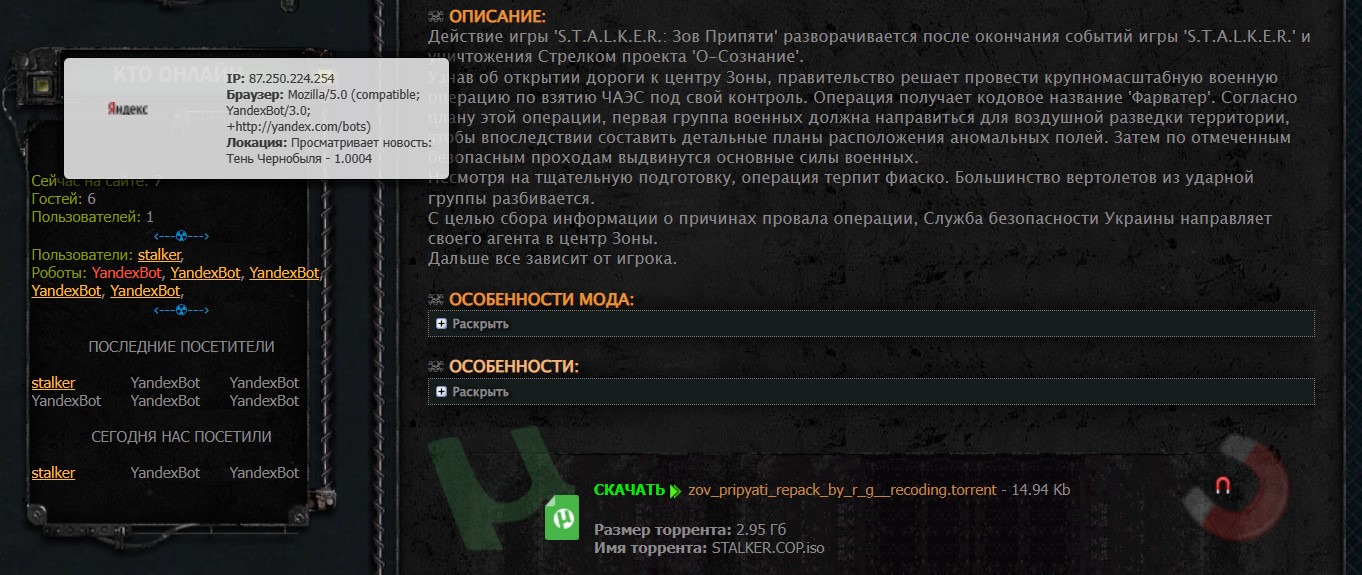 КТО ОНЛАЙН
Яндекс
IP: 87.250.224.254
Браузер: Mozilla/5.0 (compatible;
YandexBot/3.0;
+http://yandex.com/bots)
Локация: Просматривает новость:
Тень Чернобыля - 1.0004
Сейчас на сайте: 7
Гостей: 6
Пользователей: 1
<---☢--->
Пользователи: stalker,
Роботы: YandexBot, YandexBot, YandexBot,
YandexBot, YandexBot,
<---☢--->
ПОСЛЕДНИЕ ПОСЕТИТЕЛИ
stalker YandexBot YandexBot
YandexBot YandexBot YandexBot
СЕГОДНЯ НАС ПОСЕТИЛИ
stalker YandexBot YandexBot
ОПИСАНИЕ:
Действие игры 'S.T.A.L.K.E.R.: Зов Припяти' разворачивается после окончания событий игры 'S.T.A.L.K.E.R.' и
уничтожения Стрелком проекта 'О-Сознание'.
Узнав об открытии дороги к центру Зоны, правительство решает провести крупномасштабную военную
операцию по взятию ЧАЭС под свой контроль. Операция получает кодовое название 'Фарватер'. Согласно
плану этой операции, первая группа военных должна направиться для воздушной разведки территории,
чтобы впоследствии составить детальные планы расположения аномальных полей. Затем по отмеченным
безопасным проходам выдвинутся основные силы военных.
Несмотря на тщательную подготовку, операция терпит фиаско. Большинство вертолетов из ударной
группы разбивается.
С целью сбора информации о причинах провала операции, Служба безопасности Украины направляет
своего агента в центр Зоны.
Дальше все зависит от игрока.
ОСОБЕННОСТИ МОДА:
Раскрыть
ОСОБЕННОСТИ:
Раскрыть
СКАЧАТЬ zov_pripyati_repack_by_r_g__recoding.torrent - 14.94 Kb
Размер торрента: 2.95 Гб
Имя торрента: STALKER.COP.iso